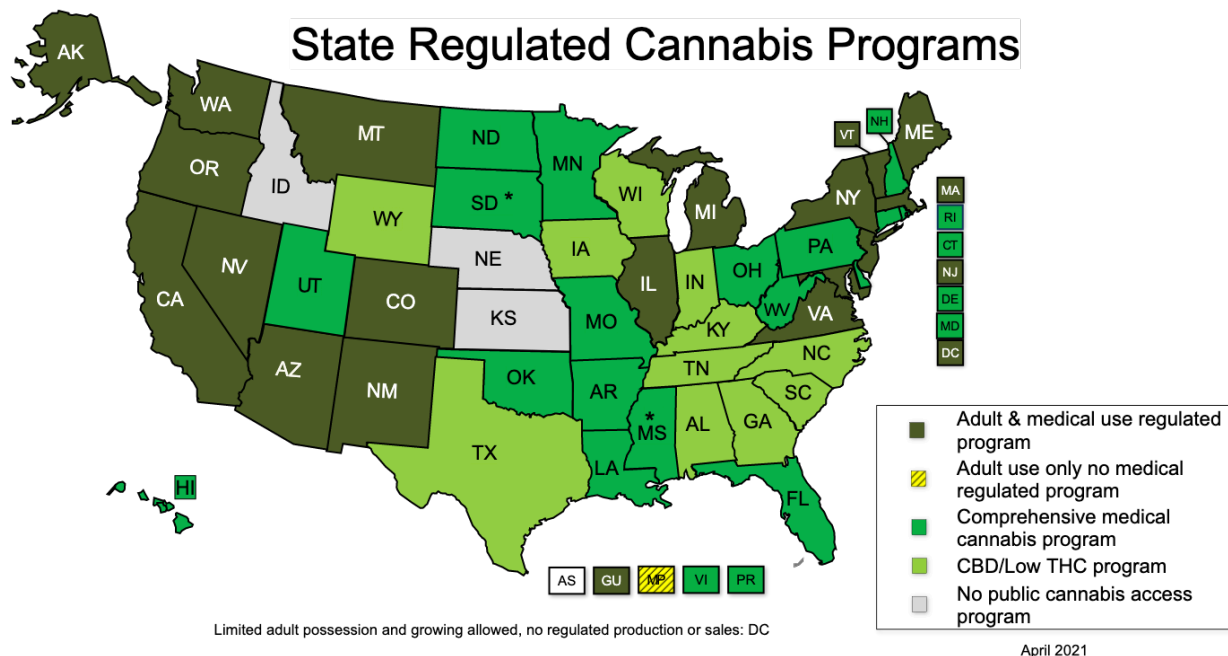 State Regulated Cannabis Programs
AK
WA
MT
ND
MN
VT
NH
ME
OR
ID
SD *
WI
MI
NY
MA
RI
WY
CT
IA
PA
NJ
NE
NV
OH
DE
IL
IN
UT
MD
CA
CO
WV
VA
DC
KS
MO
KY
NC
TN
AZ
OK
NM
AR
SC
*
MS
AL
GA
TX
LA
HI
FL
Adult & medical use regulated
program
Adult use only no medical
regulated program
Comprehensive medical
cannabis program
CBD/Low THC program
No public cannabis access
program
AS
GU
MP
VI
PR
Limited adult possession and growing allowed, no regulated production or sales: DC
April 2021